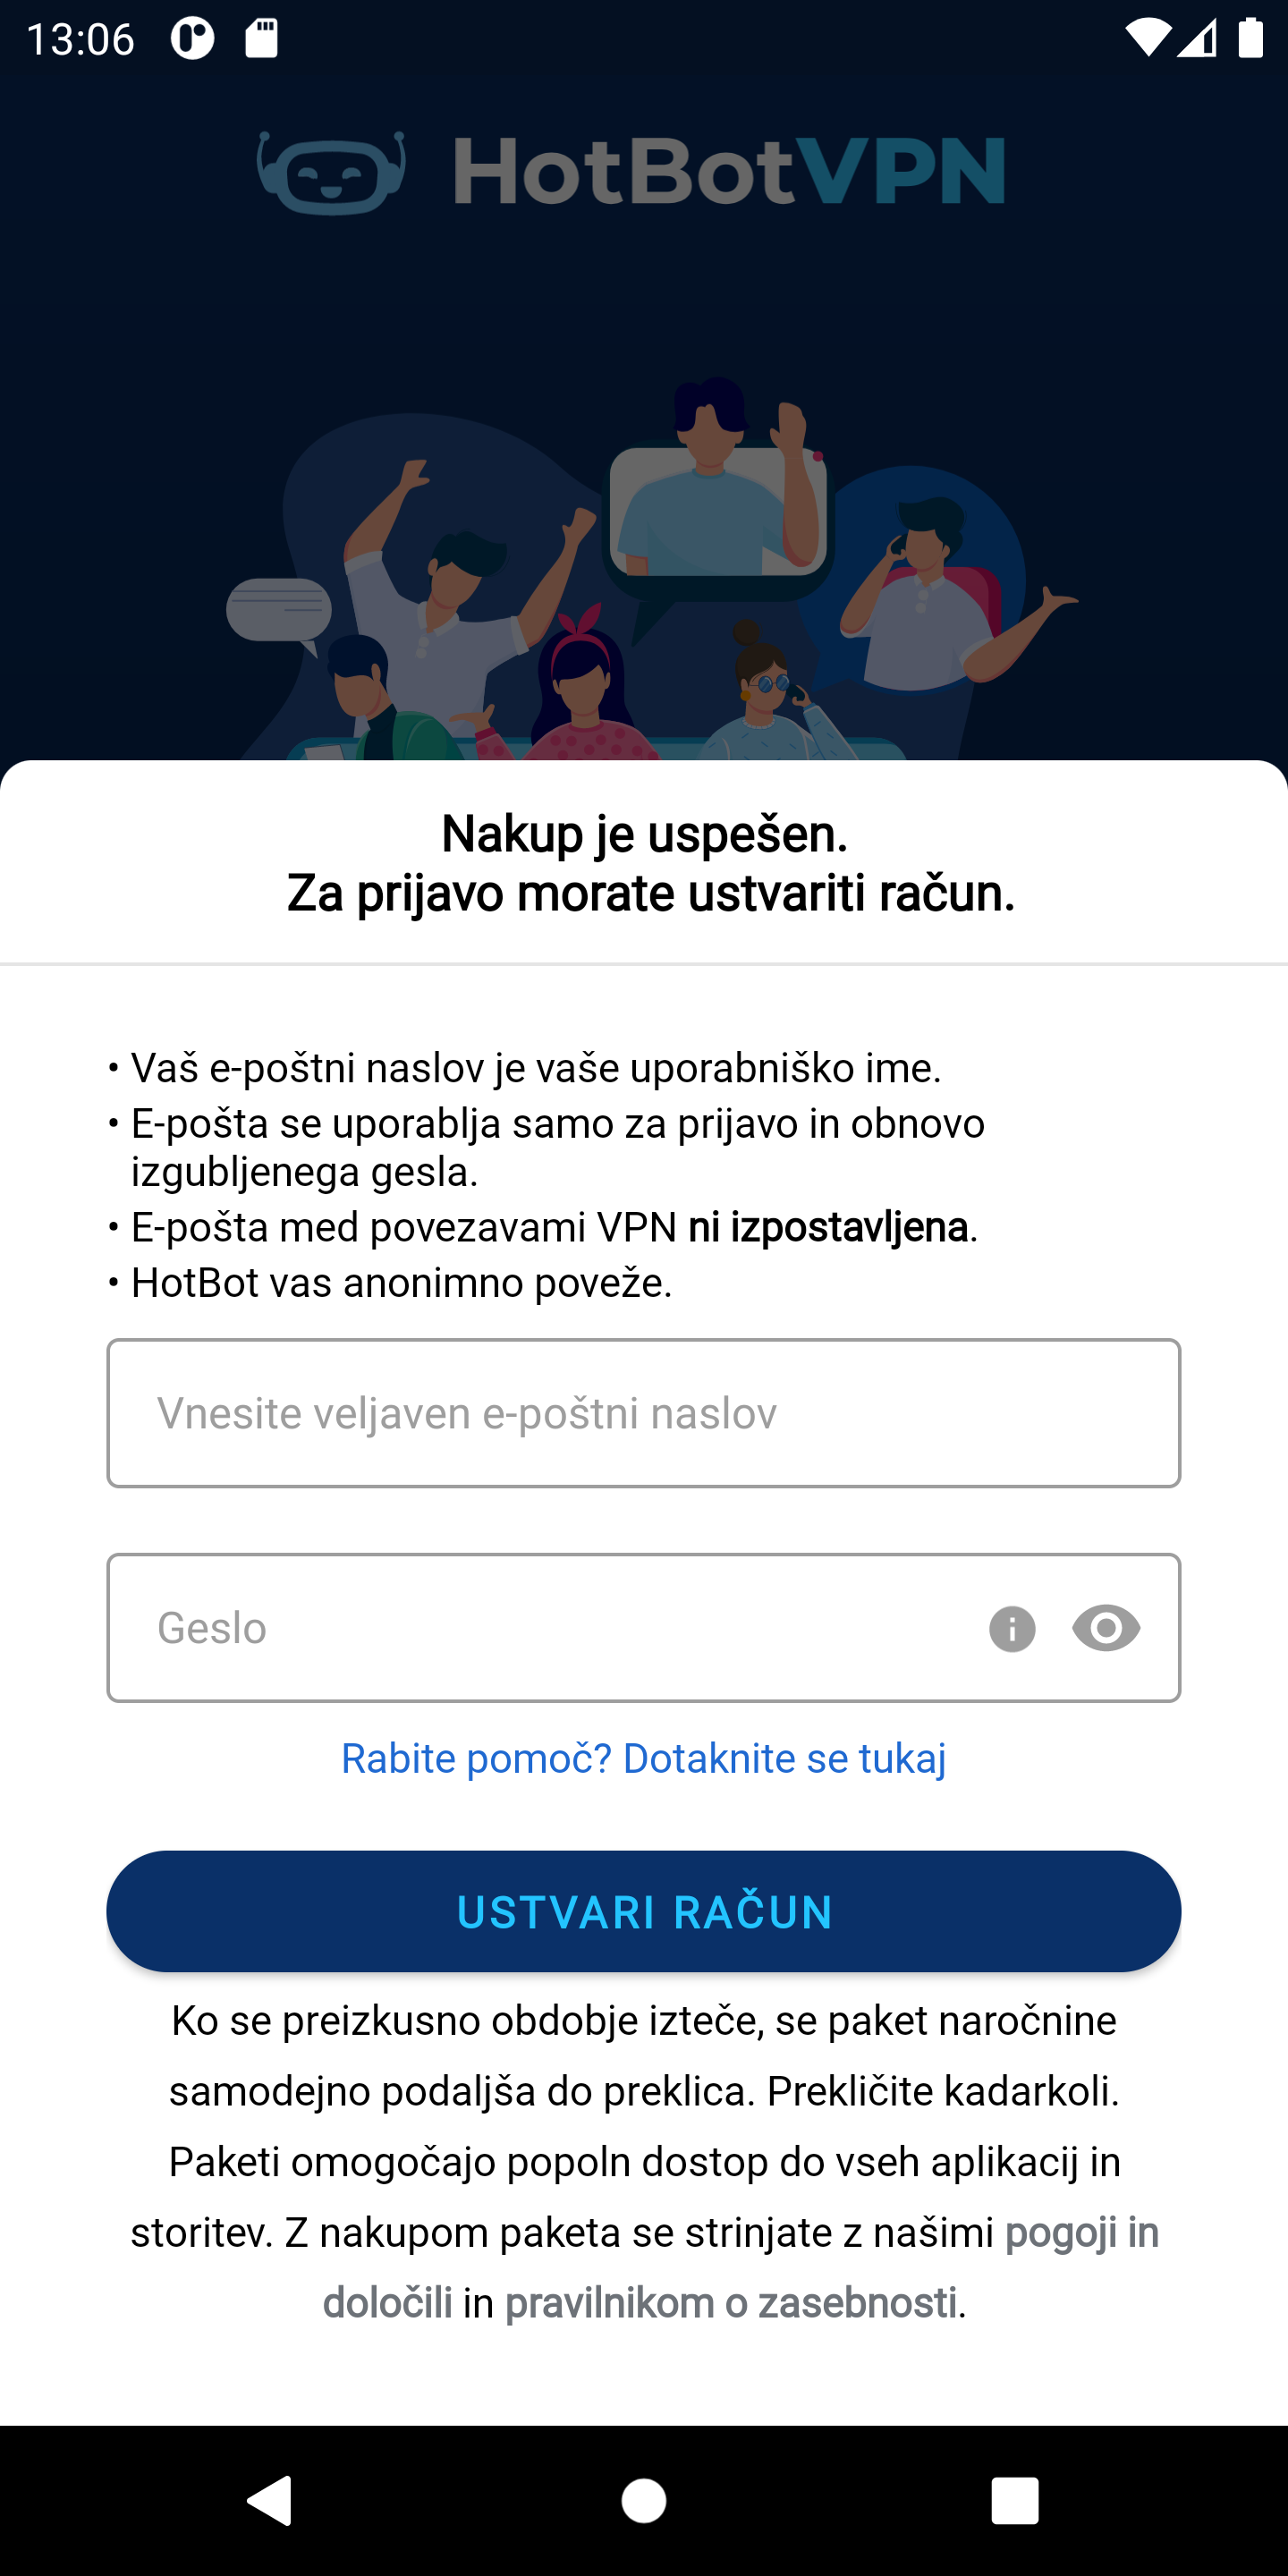 13:06
HotBotVPN
Nakup je uspešen.
Za prijavo morate ustvariti račun.
• Vaš e-poštni naslov je vaše uporabniško ime.
• E-pošta se uporablja samo za prijavo in obnovo
izgubljenega gesla.
• E-pošta med povezavami VPN ni izpostavljena.
• HotBot vas anonimno poveže.
Vnesite veljaven e-poštni naslov
Geslo
Rabite pomoč? Dotaknite se tukaj
USTVARI RAČUN
Ko se preizkusno obdobje izteče, se paket naročnine
samodejno podaljša do preklica. Prekličite kadarkoli.
Paketi omogočajo popoln dostop do vseh aplikacij in
storitev. Z nakupom paketa se strinjate z našimi pogoji in
določili in pravilnikom o zasebnosti.